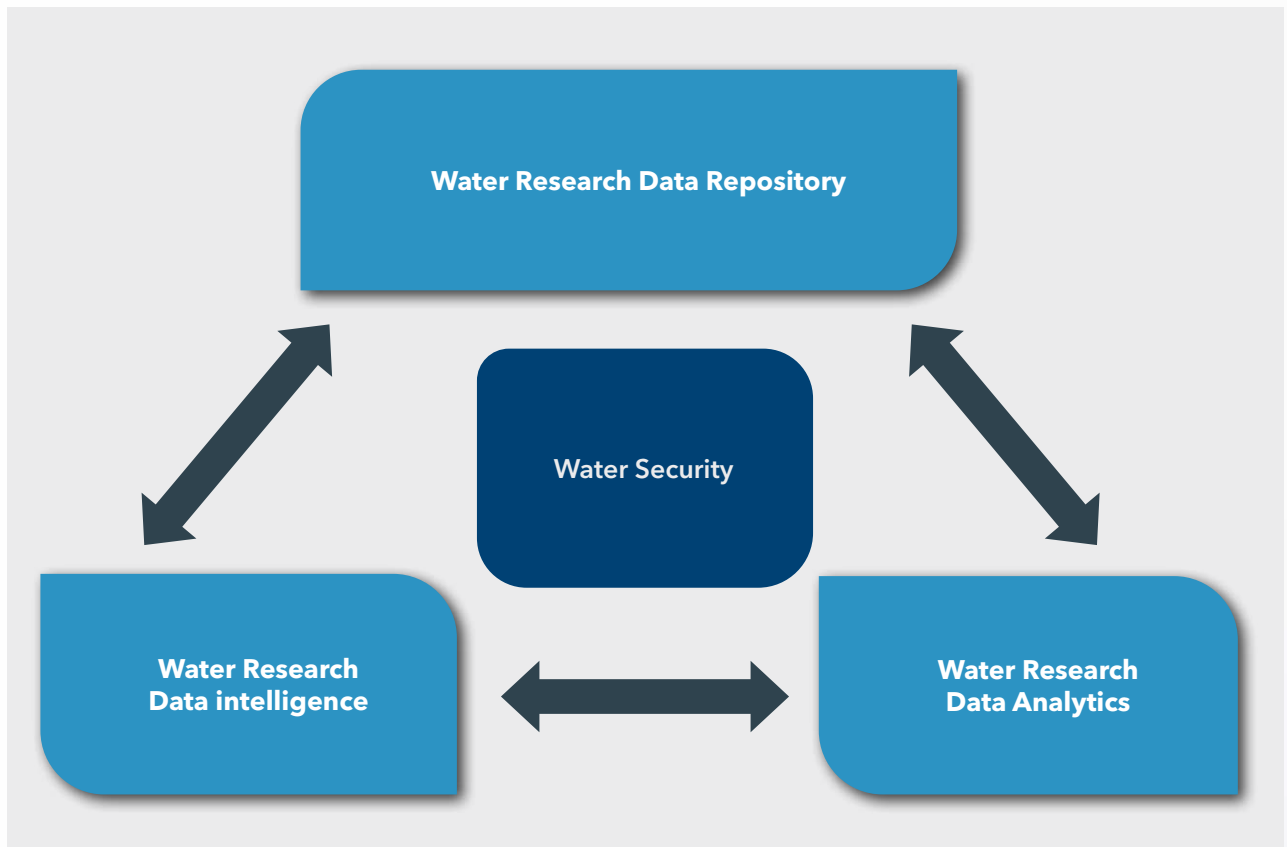 Water Research Data Repository
Water Security
Water Research
Data intelligence
Water Research
Data Analytics